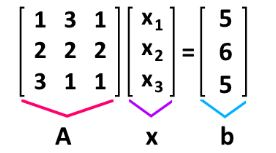 1 3 1 x₁ 5
2 2 2 x₂ = 6
3 1 1 x₃ 5
A x b